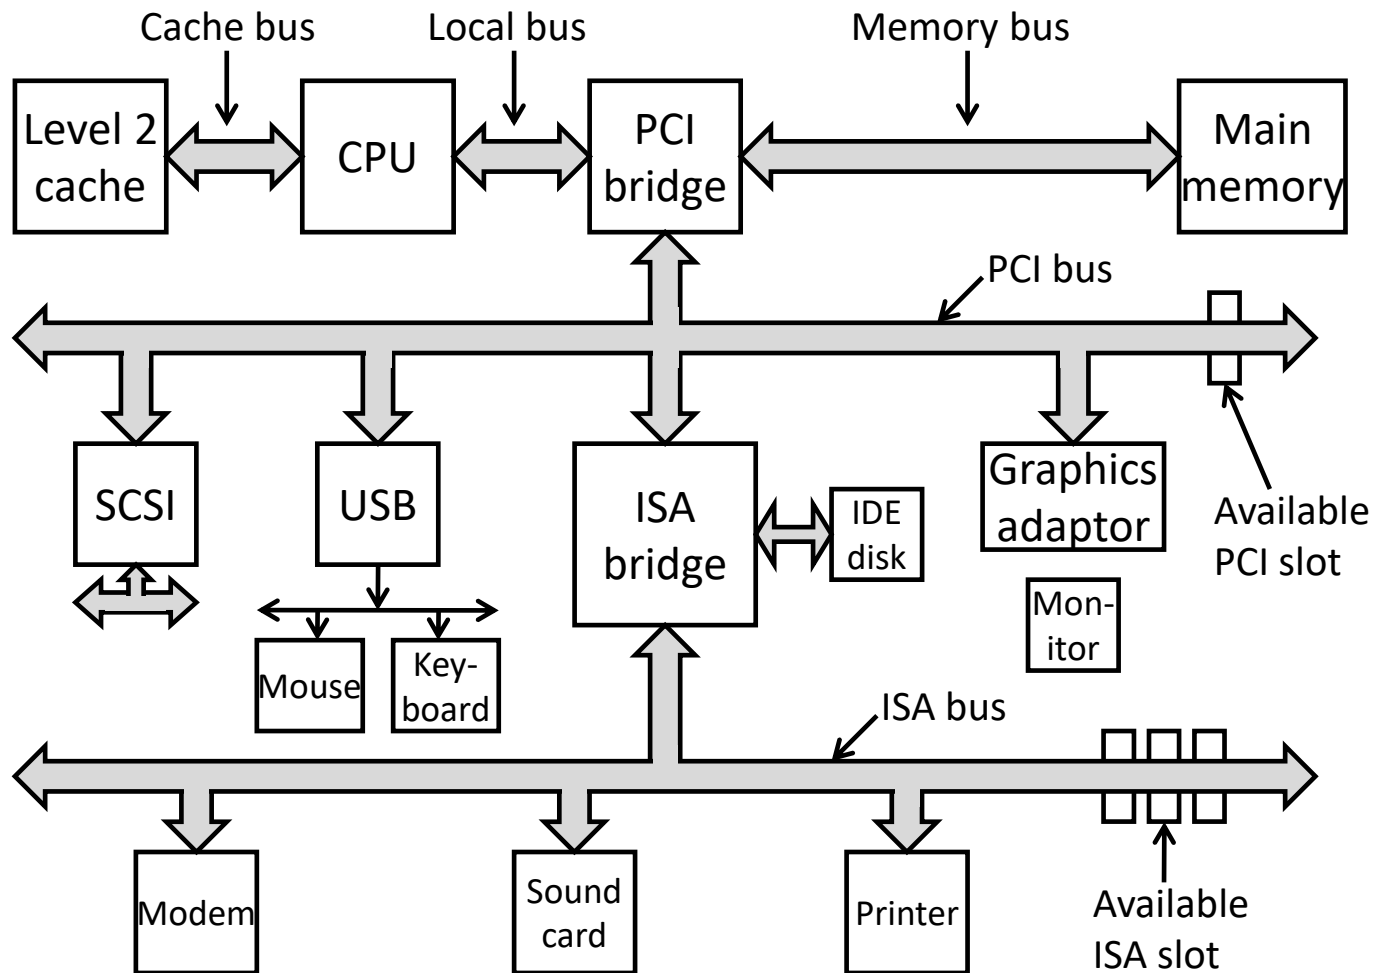 Cache bus
Local bus
Memory bus
Level 2
cache
CPU
PCI
bridge
Main
memory
PCI bus
SCSI
USB
ISA
bridge
IDE
disk
Graphics
adaptor
Available
PCI slot
Mon-
itor
Mouse
Key-
board
ISA bus
Modem
Sound
card
Printer
Available
ISA slot